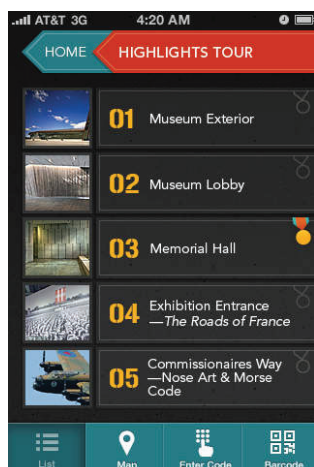 AT&T 3G 4:20 AM
HOME HIGHLIGHTS TOUR
01 Museum Exterior
02 Museum Lobby
03 Memorial Hall
04 Exhibition Entrance
—The Roads of France
05 Commissionaires Way
—Nose Art & Morse
Code
List Map Enter Code Barcode